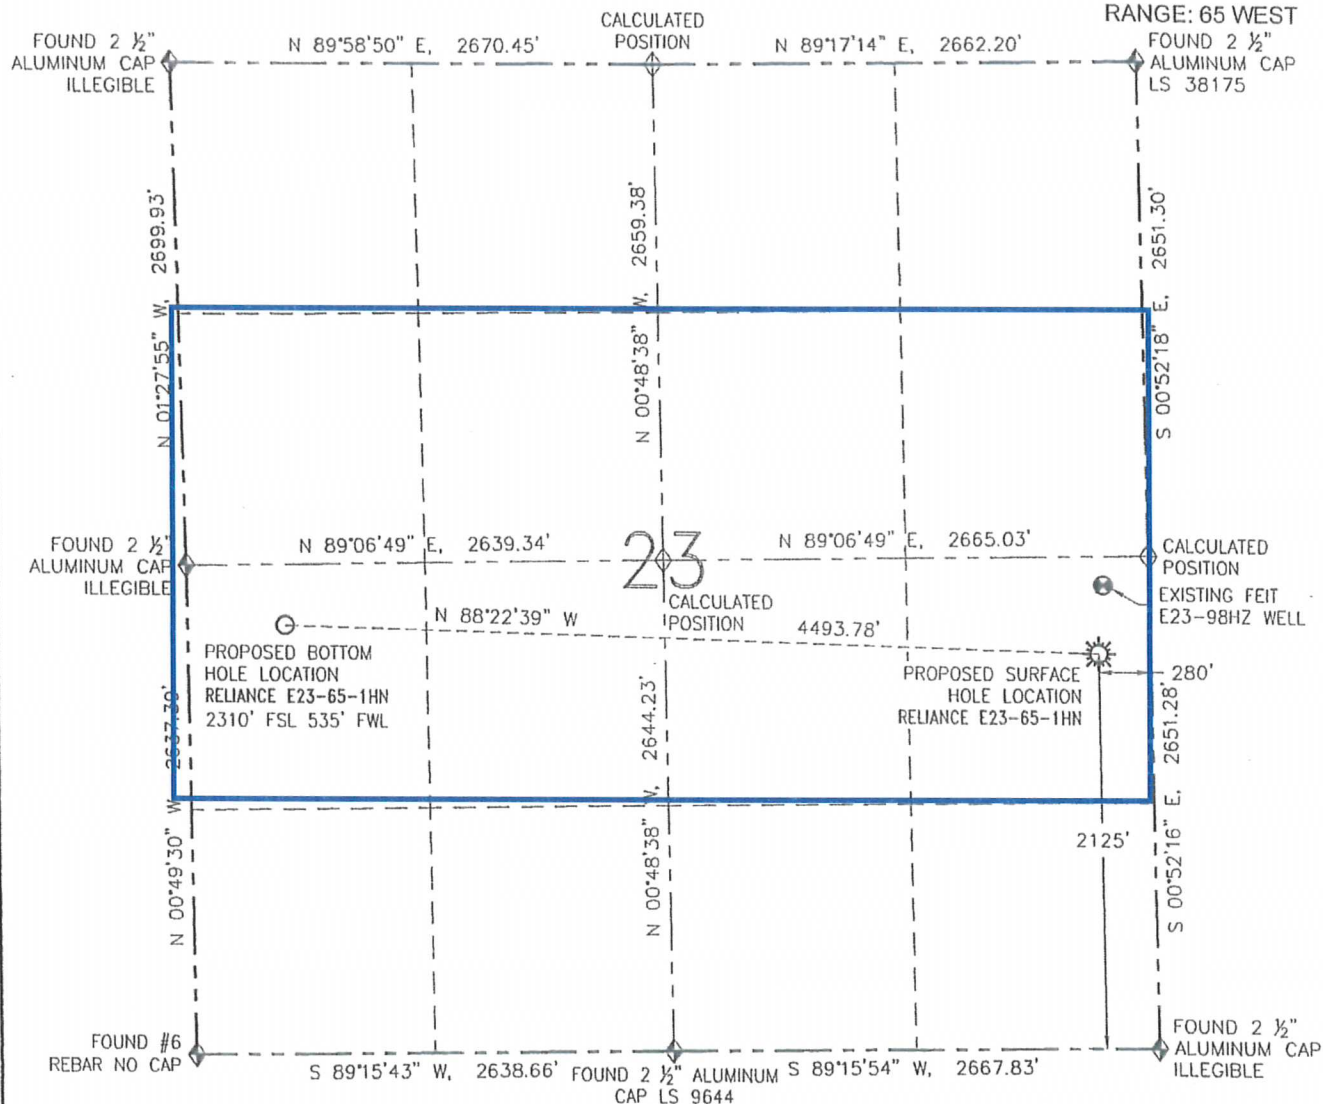 RANGE: 65 WEST
CALCULATED
POSITION
FOUND 2 ½"
ALUMINUM CAP
ILLEGIBLE
N 89°58'50" E, 2670.45'
N 89°17'14" E, 2662.20'
FOUND 2 ½"
ALUMINUM CAP
LS 38175
N 01°27'55" W, 2699.93'
N 00°48'38" W, 2659.38'
S 00°52'18" E, 2651.30'
FOUND 2 ½"
ALUMINUM CAP
ILLEGIBLE
N 89°06'49" E, 2639.34'
23
N 89°06'49" E, 2665.03'
CALCULATED
POSITION
CALCULATED
POSITION
EXISTING FEIT
E23-98HZ WELL
N 88°22'39" W
4493.78'
PROPOSED BOTTOM
HOLE LOCATION
RELIANCE E23-65-1HN
2310' FSL 535' FWL
PROPOSED SURFACE
HOLE LOCATION
RELIANCE E23-65-1HN
280'
2125'
N 00°49'30" W 2637.39'
N 00°48'38" W, 2644.23'
S 00°52'16" E, 2651.28'
FOUND #6
REBAR NO CAP
S 89°15'43" W, 2638.66'
FOUND 2 ½" ALUMINUM
CAP LS 9644
S 89°15'54" W, 2667.83'
FOUND 2 ½"
ALUMINUM CAP
ILLEGIBLE